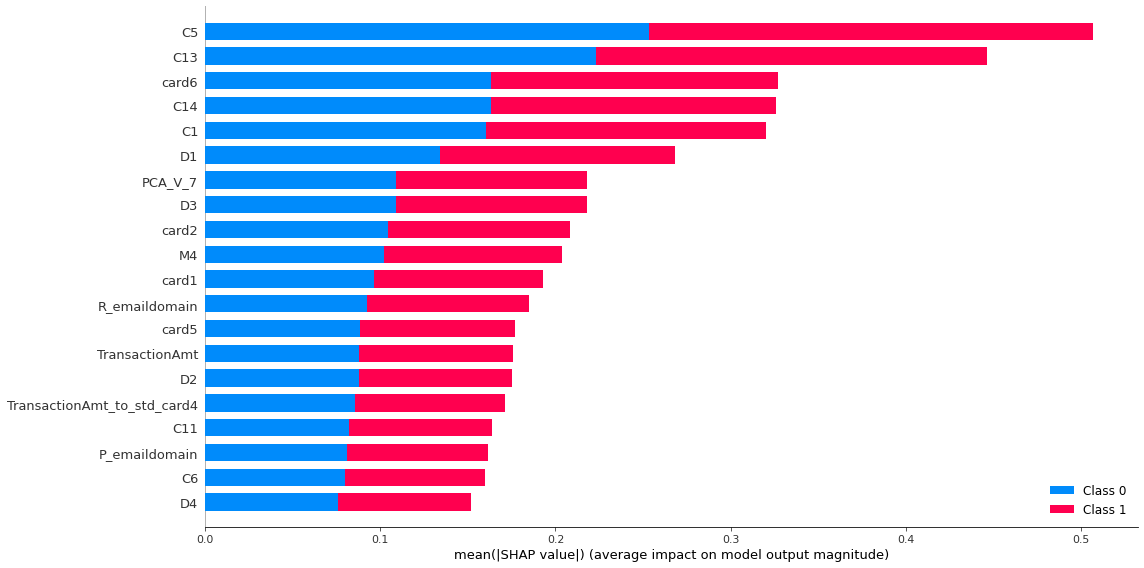 C5
C13
card6
C14
C1
D1
PCA_V_7
D3
card2
M4
card1
R_emaildomain
card5
TransactionAmt
D2
TransactionAmt_to_std_card4
C11
P_emaildomain
C6
D4
Class 0
Class 1
0.0 0.1 0.2 0.3 0.4 0.5
mean(|SHAP value|) (average impact on model output magnitude)